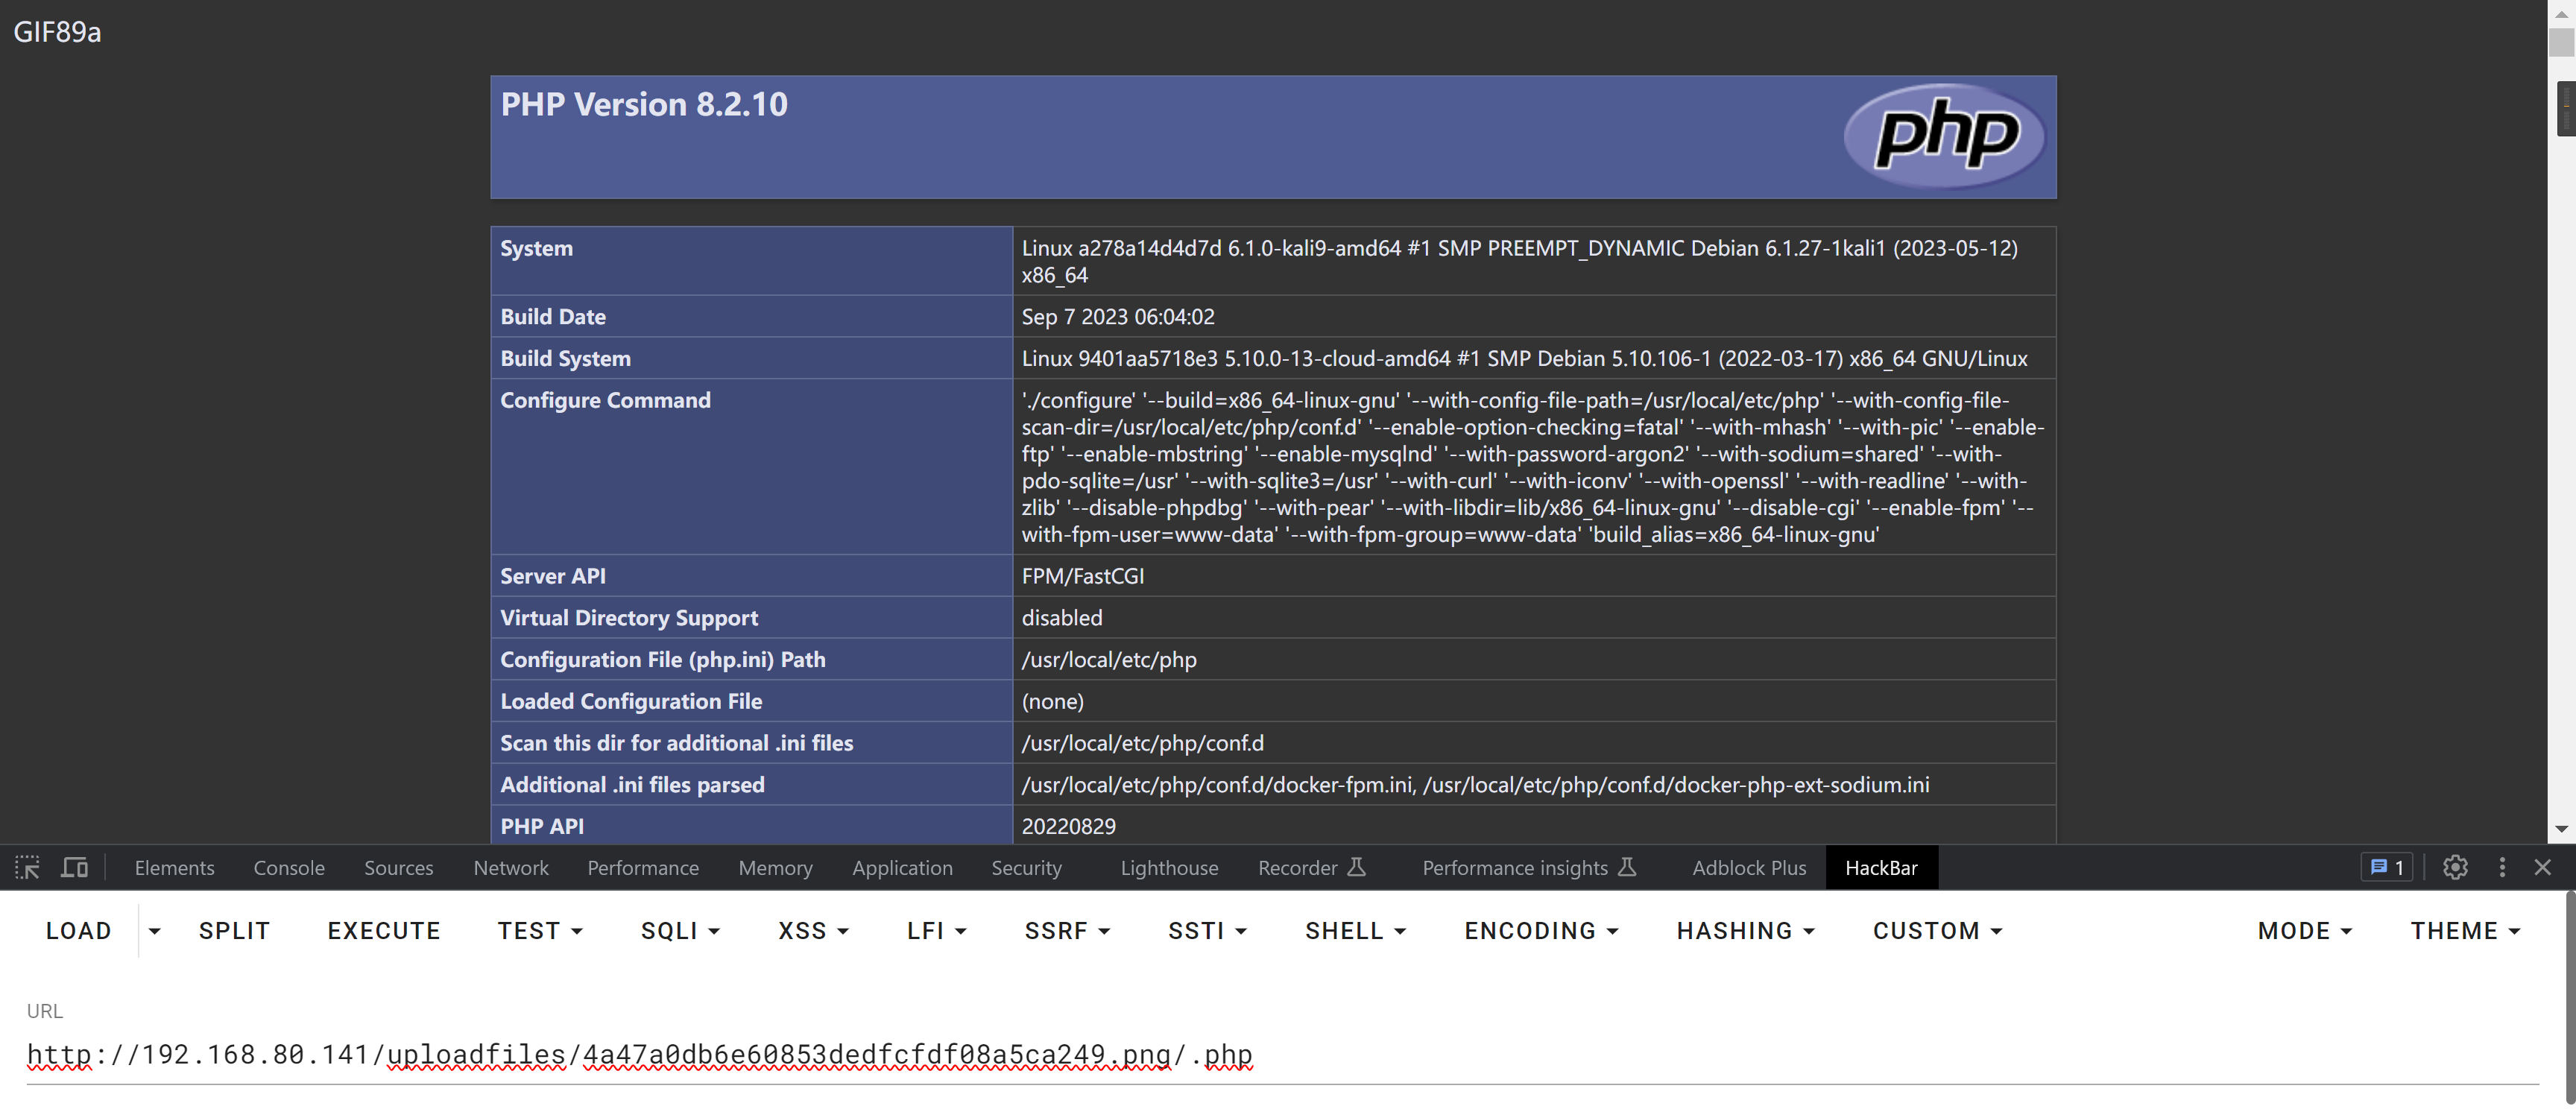 GIF89a
PHP Version 8.2.10
php
System
Linux a278a14d4d7d 6.1.0-kali9-amd64 #1 SMP PREEMPT_DYNAMIC Debian 6.1.27-1kali1 (2023-05-12)
x86_64
Build Date
Sep 7 2023 06:04:02
Build System
Linux 9401aa5718e3 5.10.0-13-cloud-amd64 #1 SMP Debian 5.10.106-1 (2022-03-17) x86_64 GNU/Linux
Configure Command
'./configure' '--build=x86_64-linux-gnu' '--with-config-file-path=/usr/local/etc/php' '--with-config-file-
scan-dir=/usr/local/etc/php/conf.d' '--enable-option-checking=fatal' '--with-mhash' '--with-pic' '--enable-
ftp' '--enable-mbstring' '--enable-mysqlnd' '--with-password-argon2' '--with-sodium=shared' '--with-
pdo-sqlite=/usr' '--with-sqlite3=/usr' '--with-curl' '--with-iconv' '--with-openssl' '--with-readline' '--with-
zlib' '--disable-phpdbg' '--with-pear' '--with-libdir=lib/x86_64-linux-gnu' '--disable-cgi' '--enable-fpm' '--
with-fpm-user=www-data' '--with-fpm-group=www-data' 'build_alias=x86_64-linux-gnu'
Server API
FPM/FastCGI
Virtual Directory Support
disabled
Configuration File (php.ini) Path
/usr/local/etc/php
Loaded Configuration File
(none)
Scan this dir for additional .ini files
/usr/local/etc/php/conf.d
Additional .ini files parsed
/usr/local/etc/php/conf.d/docker-fpm.ini, /usr/local/etc/php/conf.d/docker-php-ext-sodium.ini
PHP API
20220829
Elements Console Sources Network Performance Memory Application Security Lighthouse Recorder Performance insights Adblock Plus HackBar 1
LOAD SPLIT EXECUTE TEST SQLI XSS LFI SSRF SSTI SHELL ENCODING HASHING CUSTOM MODE THEME
URL
http://192.168.80.141/uploadfiles/4a47a0db6e60853dedfcfdf08a5ca249.png/.php